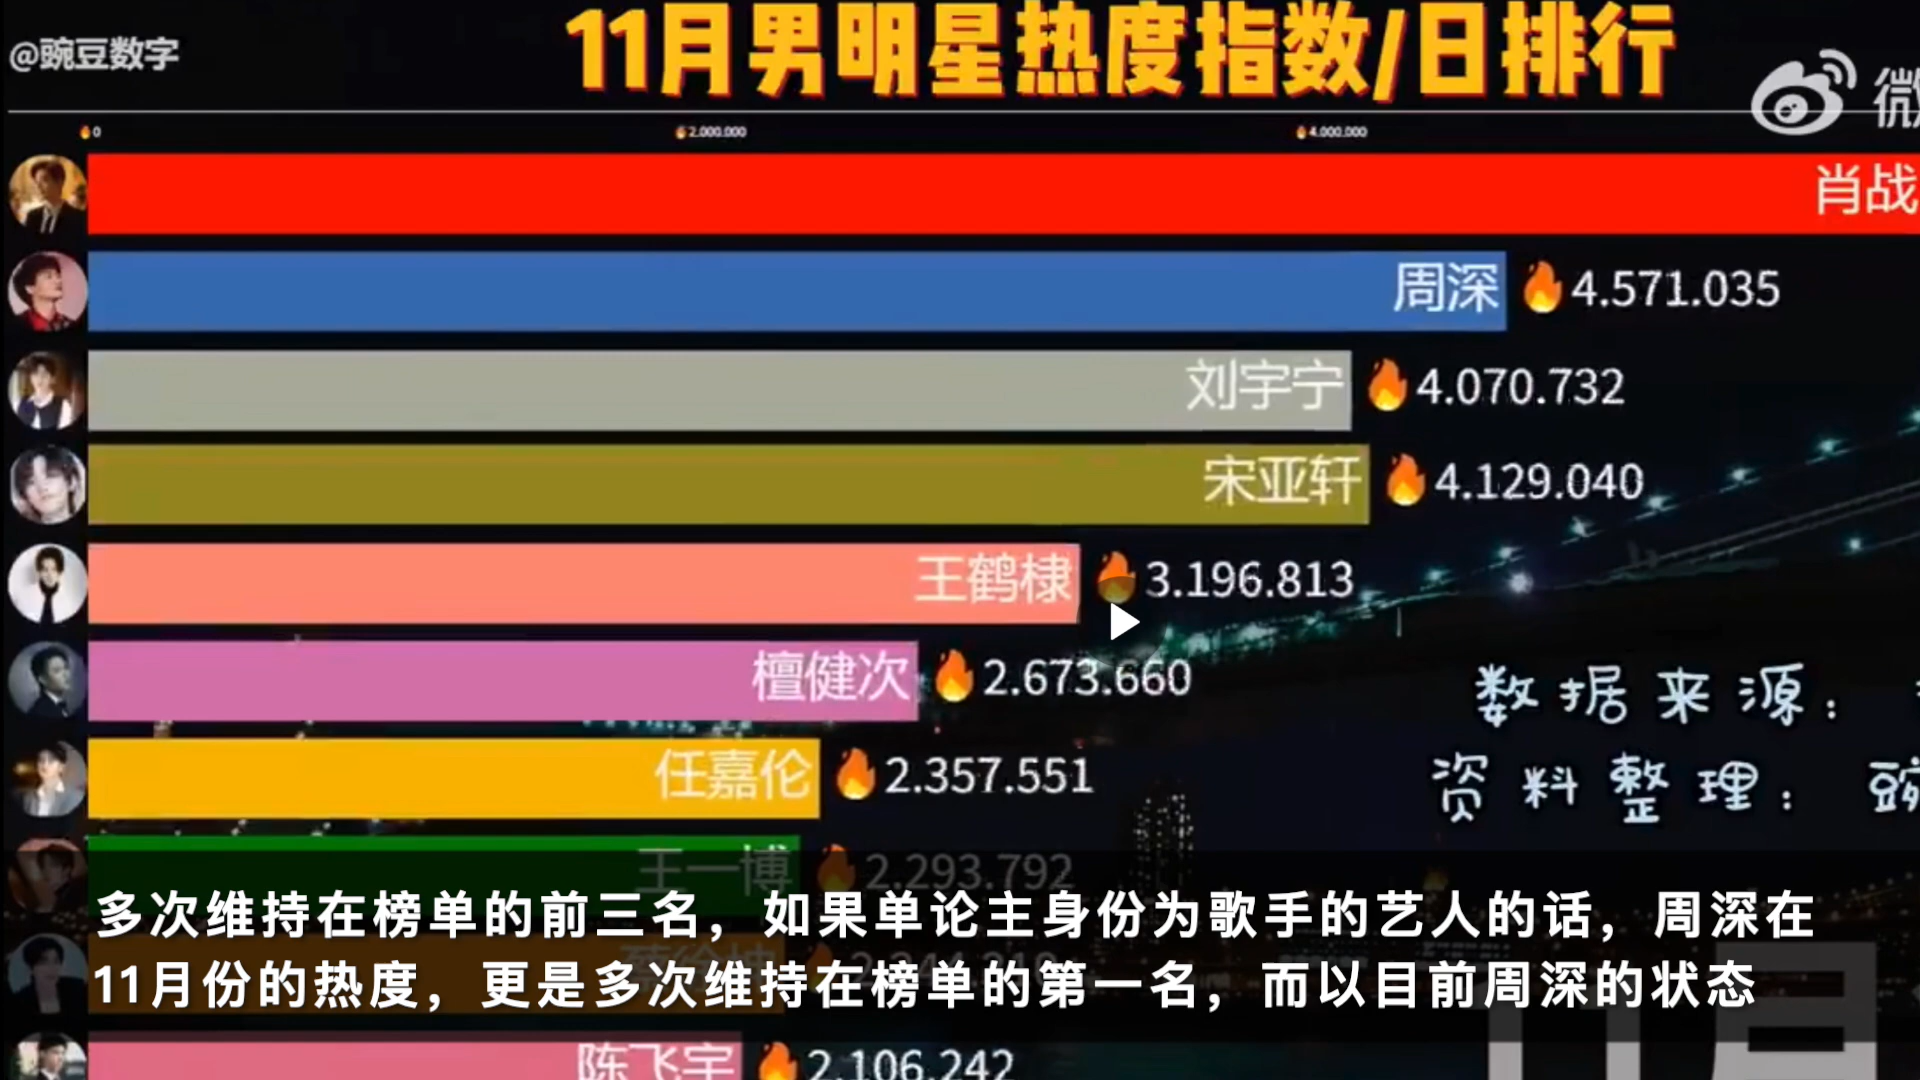 11月男明星热度指数/日排行
@豌豆数字
微
0
2.000.000
4.000.000
肖战
周深 4.571.035
刘宇宁 4.070.732
宋亚轩 4.129.040
王鹤棣 3.196.813
檀健次 2.673.660
数据来源：
任嘉伦 2.357.551
资料整理：豌
王一博 2.293.792
多次维持在榜单的前三名，如果单论主身份为歌手的艺人的话，周深在
11月份的热度，更是多次维持在榜单的第一名，而以目前周深的状态
陈飞宇 2.106.242